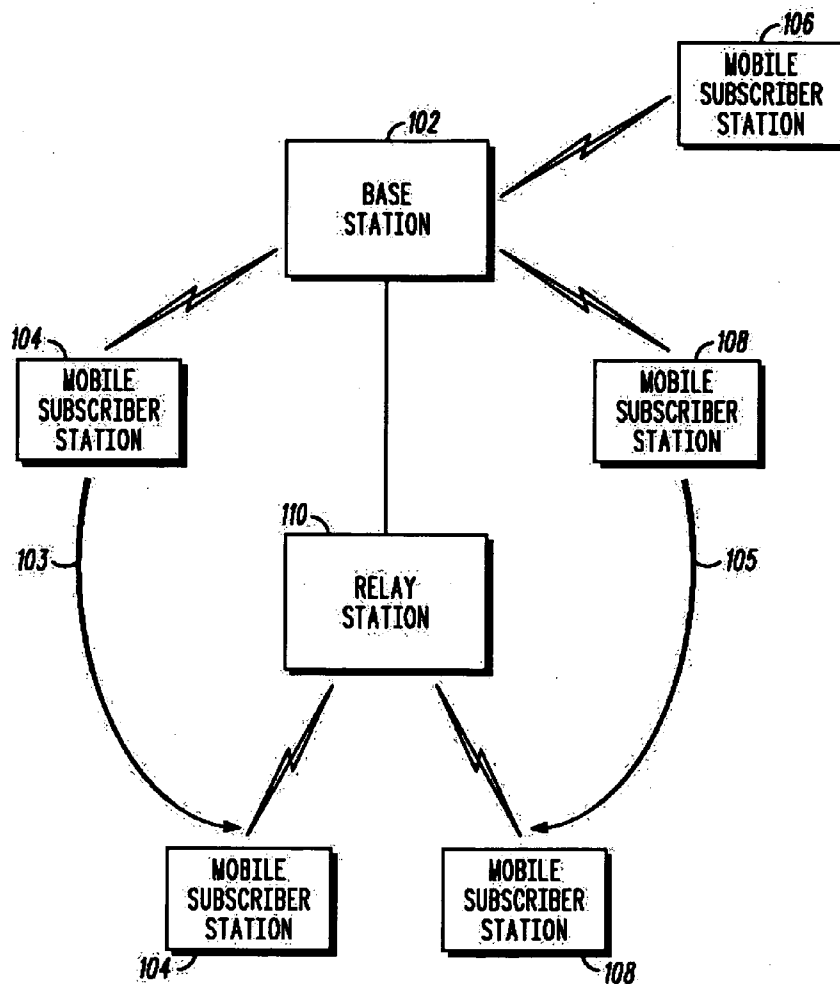 106
MOBILE
SUBSCRIBER
STATION
102
BASE
STATION
104
MOBILE
SUBSCRIBER
STATION
108
MOBILE
SUBSCRIBER
STATION
110
RELAY
STATION
103
105
MOBILE
SUBSCRIBER
STATION
104
MOBILE
SUBSCRIBER
STATION
108